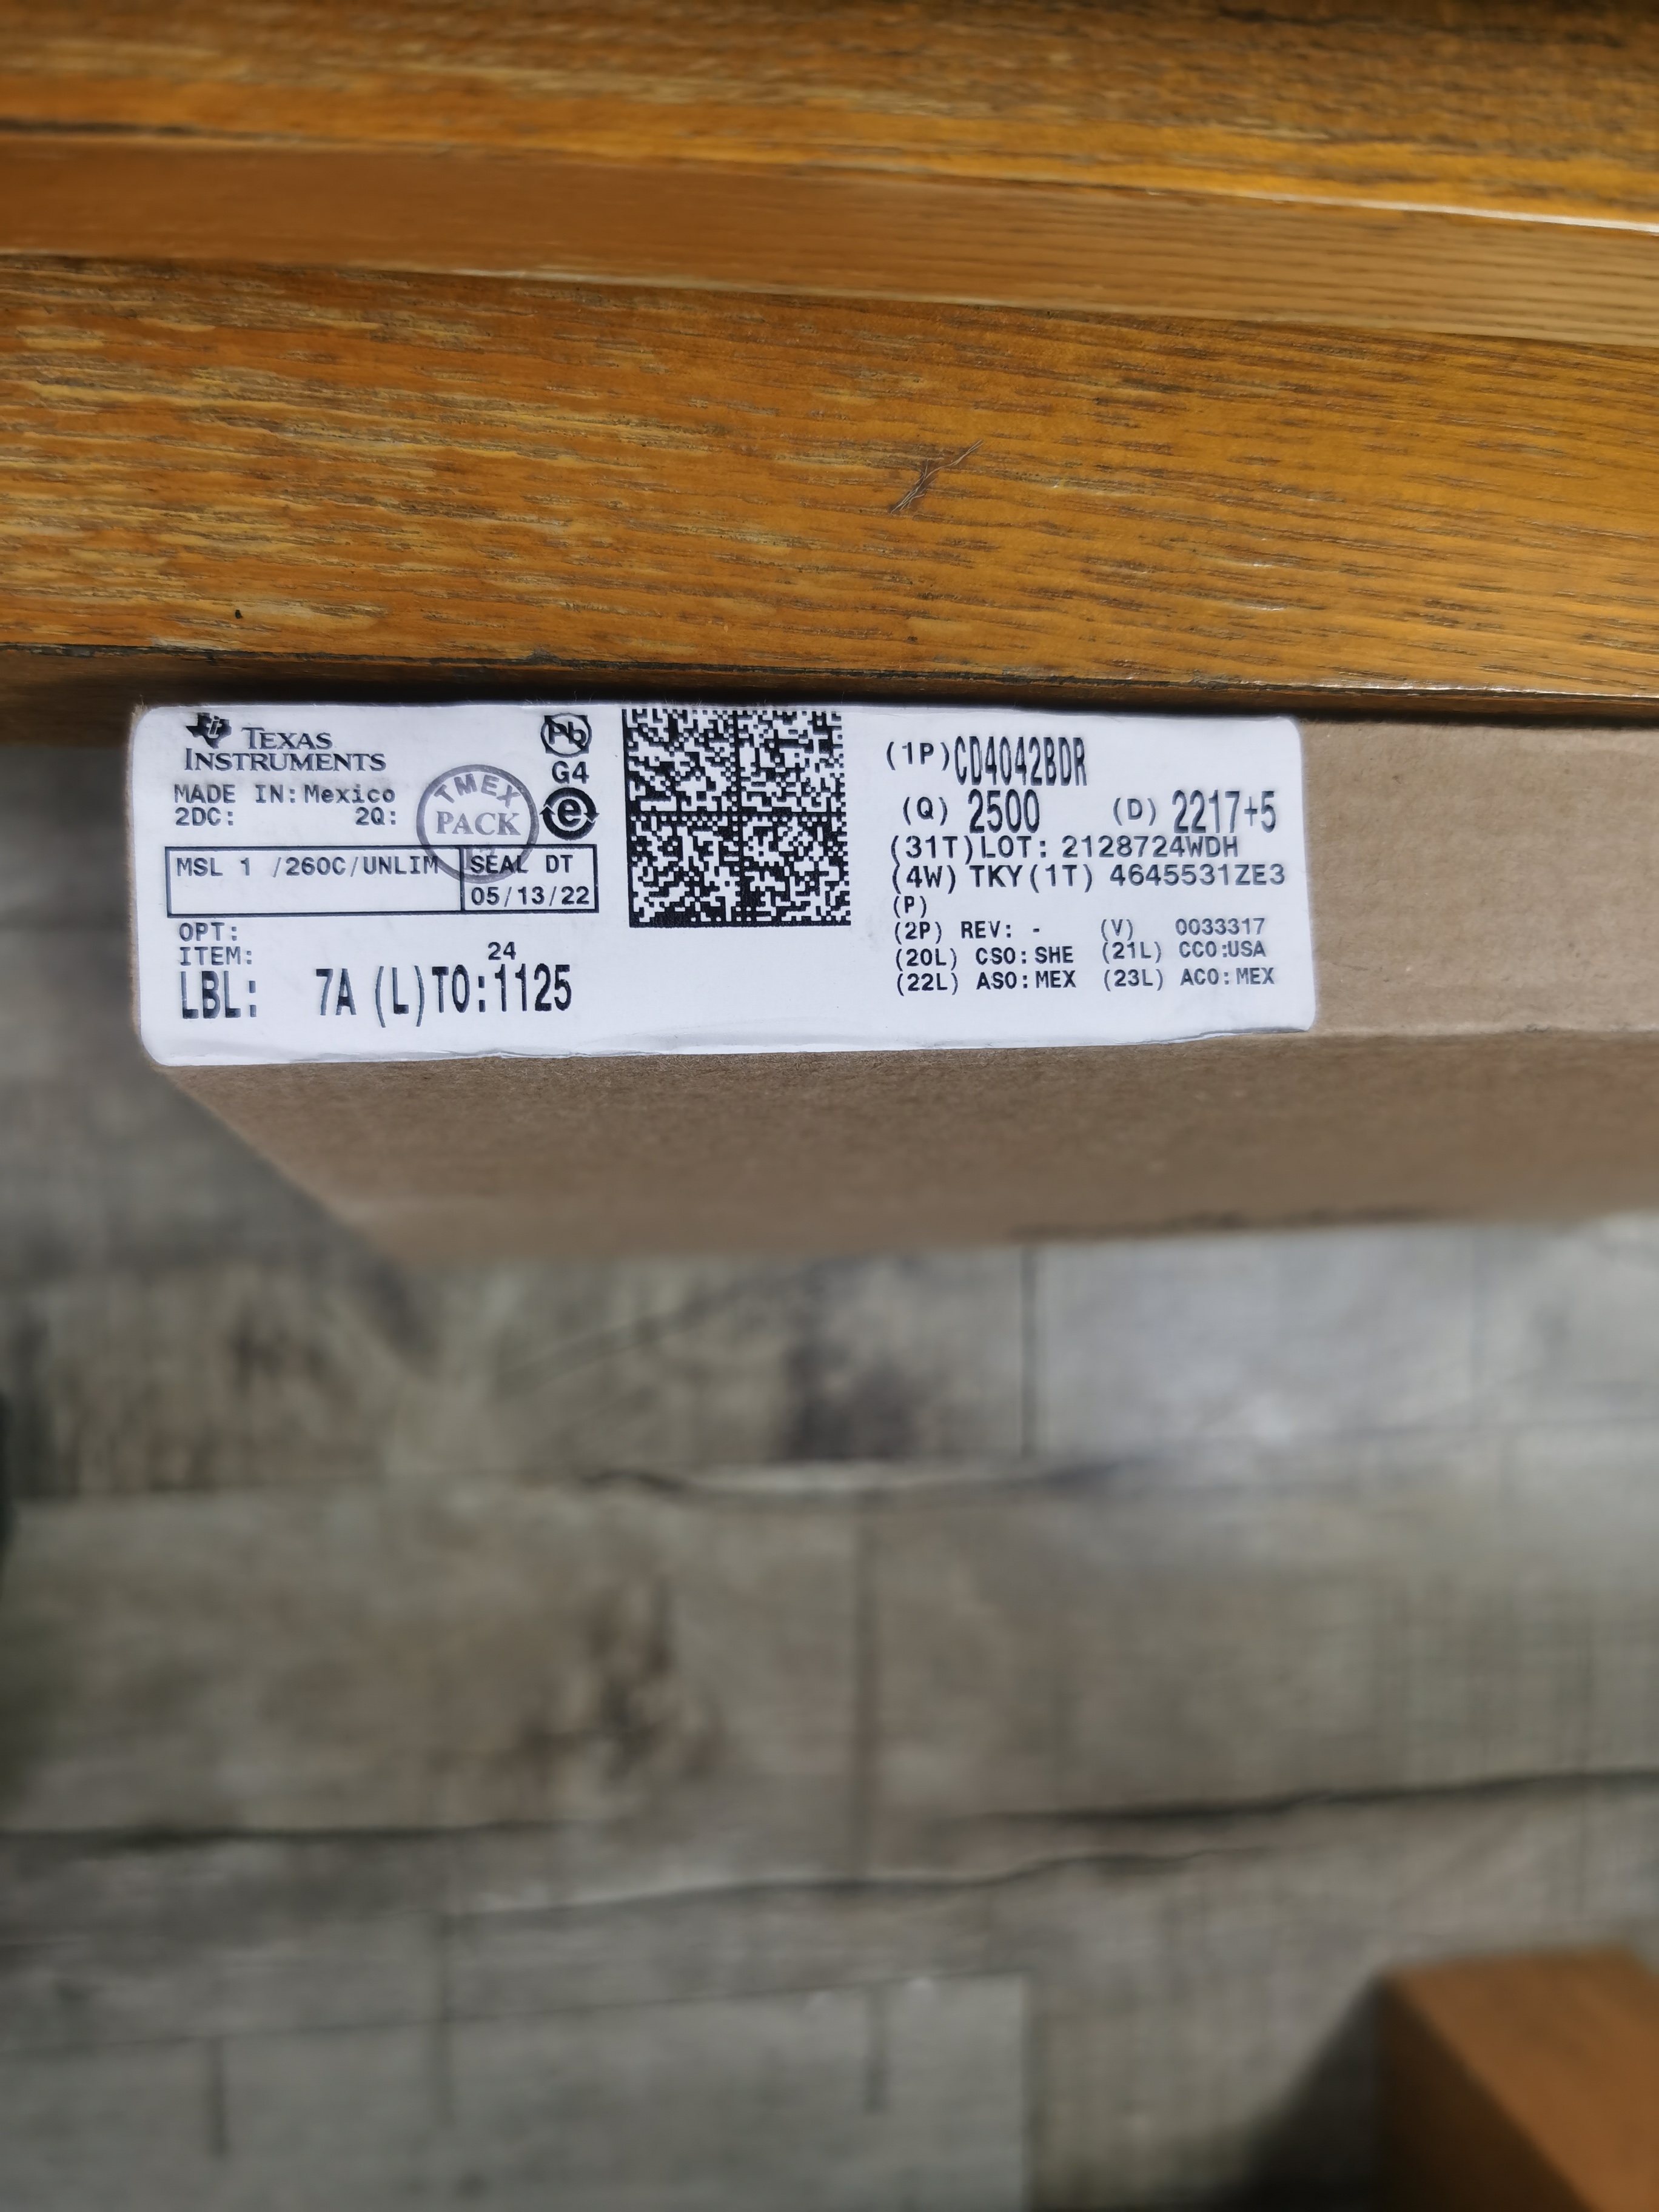 TEXAS
INSTRUMENTS
MADE IN: Mexico
2DC: 2Q:
Pb
G4
e
TMEX
PACK
MSL 1 /260C/UNLIM
SEAL DT
05/13/22
OPT:
ITEM: 24
LBL: 7A (L)TO:1125
(1P)CD4042BDR
(Q) 2500 (D) 2217+5
(31T)LOT: 2128724WDH
(4W) TKY(1T) 4645531ZE3
(P)
(2P) REV: - (V) 0033317
(20L) CSO:SHE (21L) CCO:USA
(22L) ASO:MEX (23L) ACO:MEX